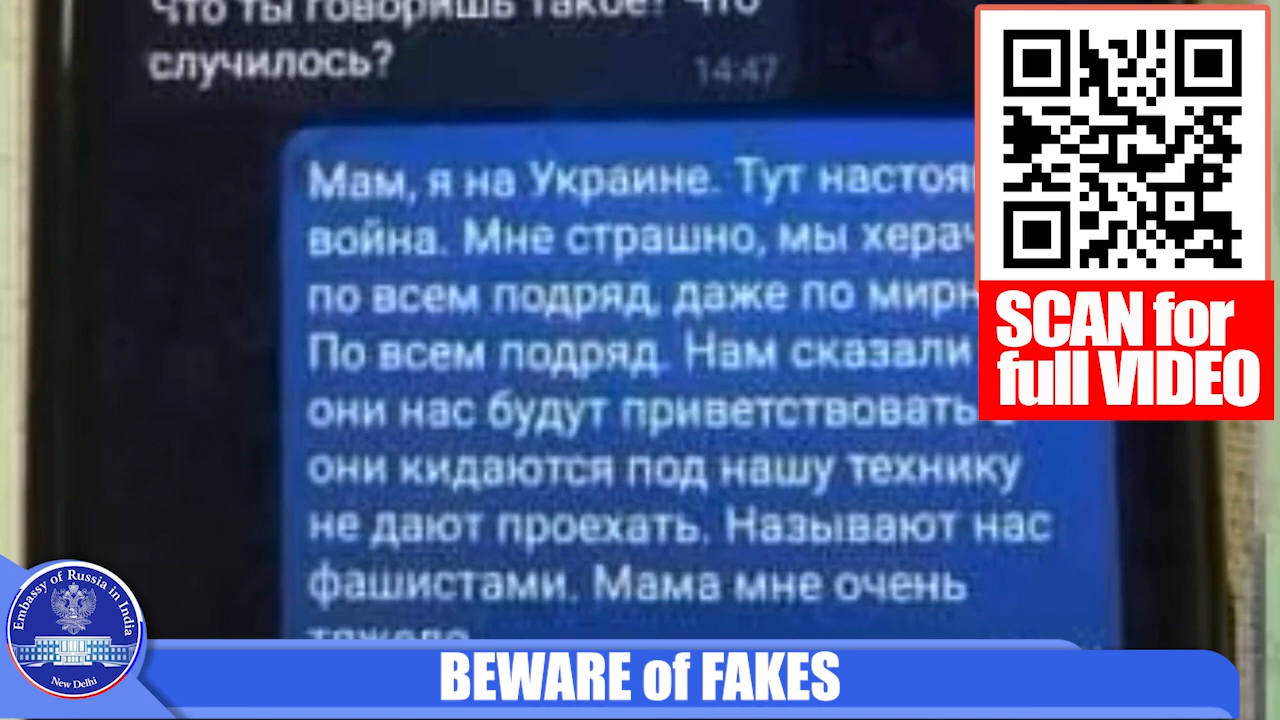 Что ты говоришь такое? Что
случилось?
14:47
Мам, я на Украине. Тут
война. Мне страшно, мы
по всем подряд, даже по
По всем подряд. Нам сказали
они нас будут приветствовать
они кидаются под нашу технику
не дают проехать. Называют нас
фашистами. Мама мне очень
тяжело
SCAN for
full VIDEO
Embassy of Russia in India
New Delhi
BEWARE of FAKES